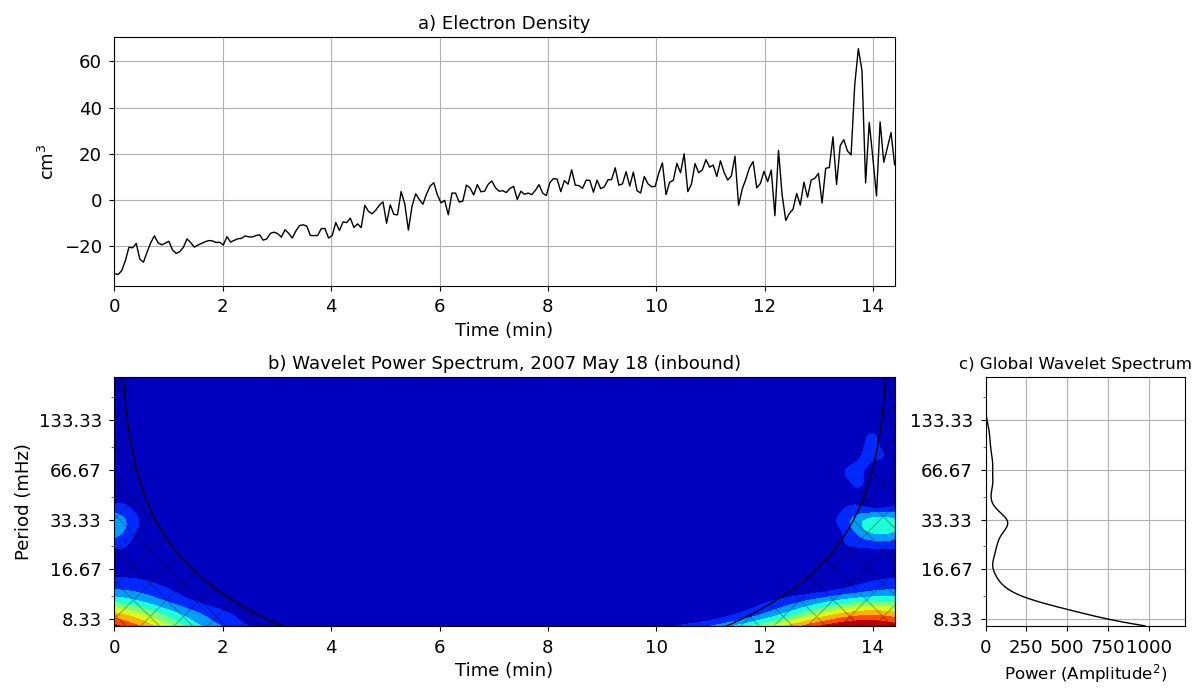 a) Electron Density
60
40
20
0
−20
cm³
0 2 4 6 8 10 12 14
Time (min)
b) Wavelet Power Spectrum, 2007 May 18 (inbound)
133.33
66.67
33.33
16.67
8.33
Period (mHz)
0 2 4 6 8 10 12 14
Time (min)
c) Global Wavelet Spectrum
133.33
66.67
33.33
16.67
8.33
0 250 500 750 1000
Power (Amplitude²)